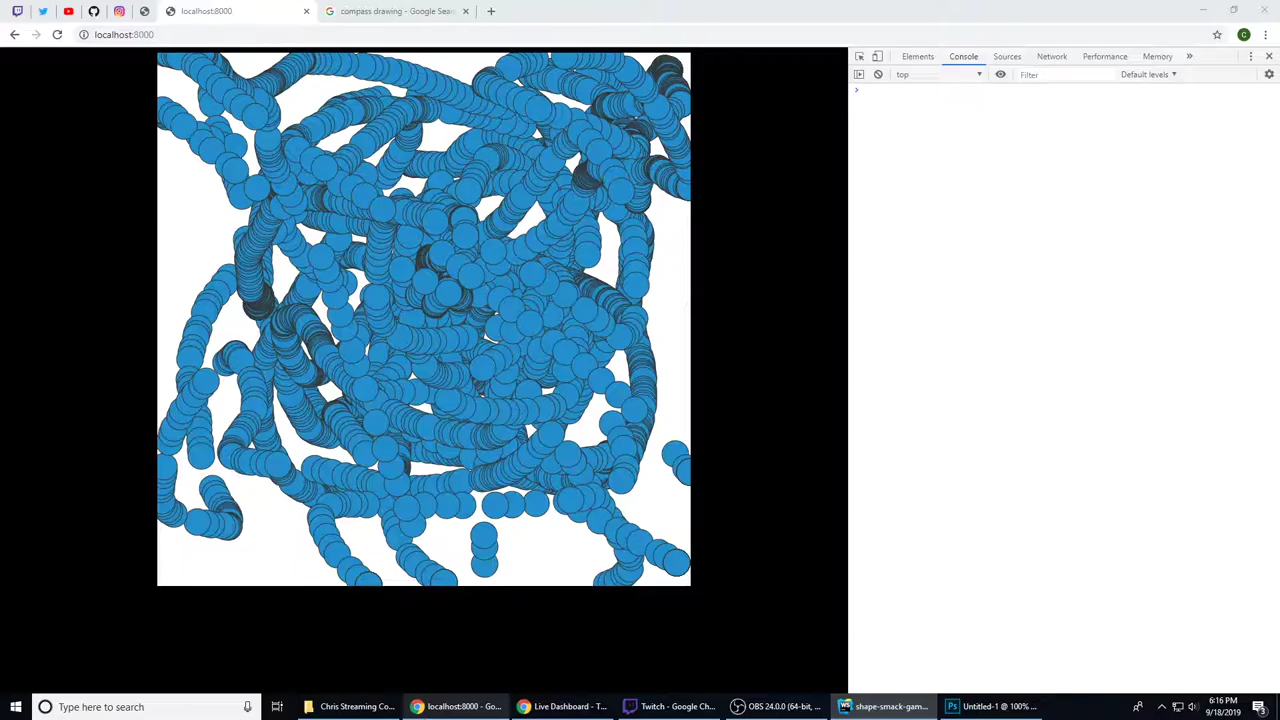 localhost:8000
compass drawing - Google Sea
localhost:8000
Elements Console Sources Network Performance Memory
top Filter Default levels
Type here to search
Chris Streaming Co...
localhost:8000 - Go...
Live Dashboard - T...
Twitch - Google Ch...
OBS 24.0.0 (64-bit, ...
shape-smack-gam...
Untitled-1 @ 100% ...
6:16 PM
9/18/2019